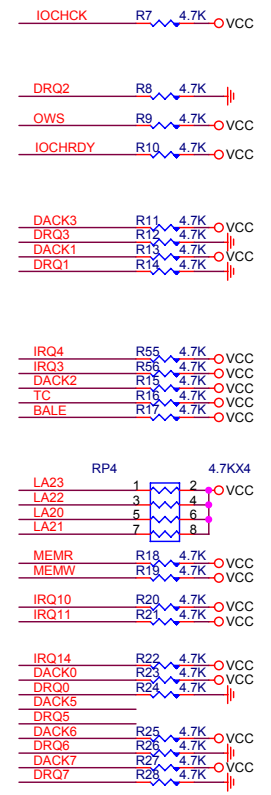 IOCHCK R7 4.7K VCC
DRQ2 R8 4.7K
OWS R9 4.7K VCC
IOCHRDY R10 4.7K VCC
DACK3 R11 4.7K VCC
DRQ3 R12 4.7K
DACK1 R13 4.7K VCC
DRQ1 R14 4.7K
IRQ4 R55 4.7K VCC
IRQ3 R56 4.7K VCC
DACK2 R15 4.7K VCC
TC R16 4.7K VCC
BALE R17 4.7K VCC
RP4 4.7KX4
LA23 1 2 VCC
LA22 3 4
LA20 5 6
LA21 7 8
MEMR R18 4.7K VCC
MEMW R19 4.7K VCC
IRQ10 R20 4.7K VCC
IRQ11 R21 4.7K VCC
IRQ14 R22 4.7K VCC
DACK0 R23 4.7K VCC
DRQ0 R24 4.7K
DACK5
DRQ5
DACK6 R25 4.7K VCC
DRQ6 R26 4.7K
DACK7 R27 4.7K VCC
DRQ7 R28 4.7K